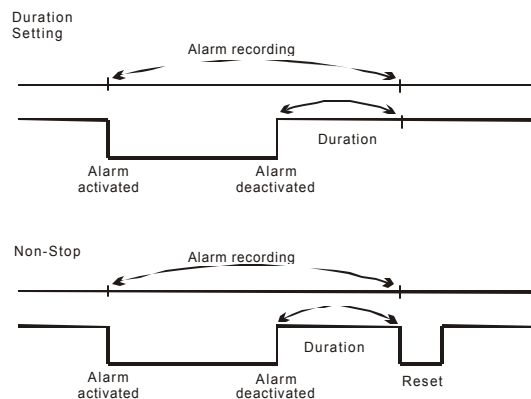 Duration
Setting
Alarm recording
Duration
Alarm
activated
Alarm
deactivated
Non-Stop
Alarm recording
Duration
Alarm
activated
Alarm
deactivated
Reset